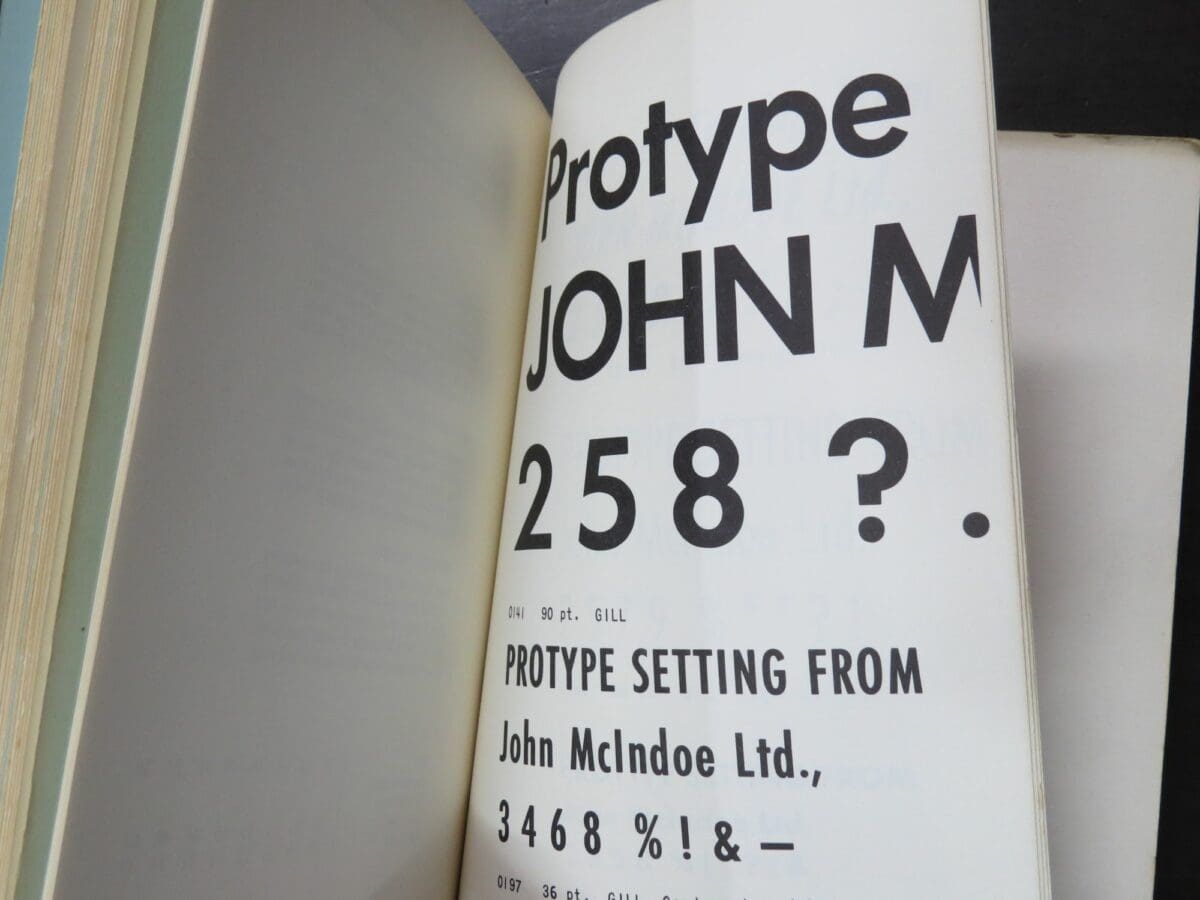 Protype
JOHN M
258 ?.
0141 90 pt. GILL
PROTYPE SETTING FROM
John McIndoe Ltd.,
3468 %!&–
0197 36 pt. GILL